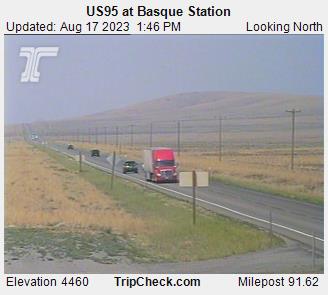 US95 at Basque Station
Updated: Aug 17 2023 1:46 PM Looking North
Elevation 4460 TripCheck.com Milepost 91.62